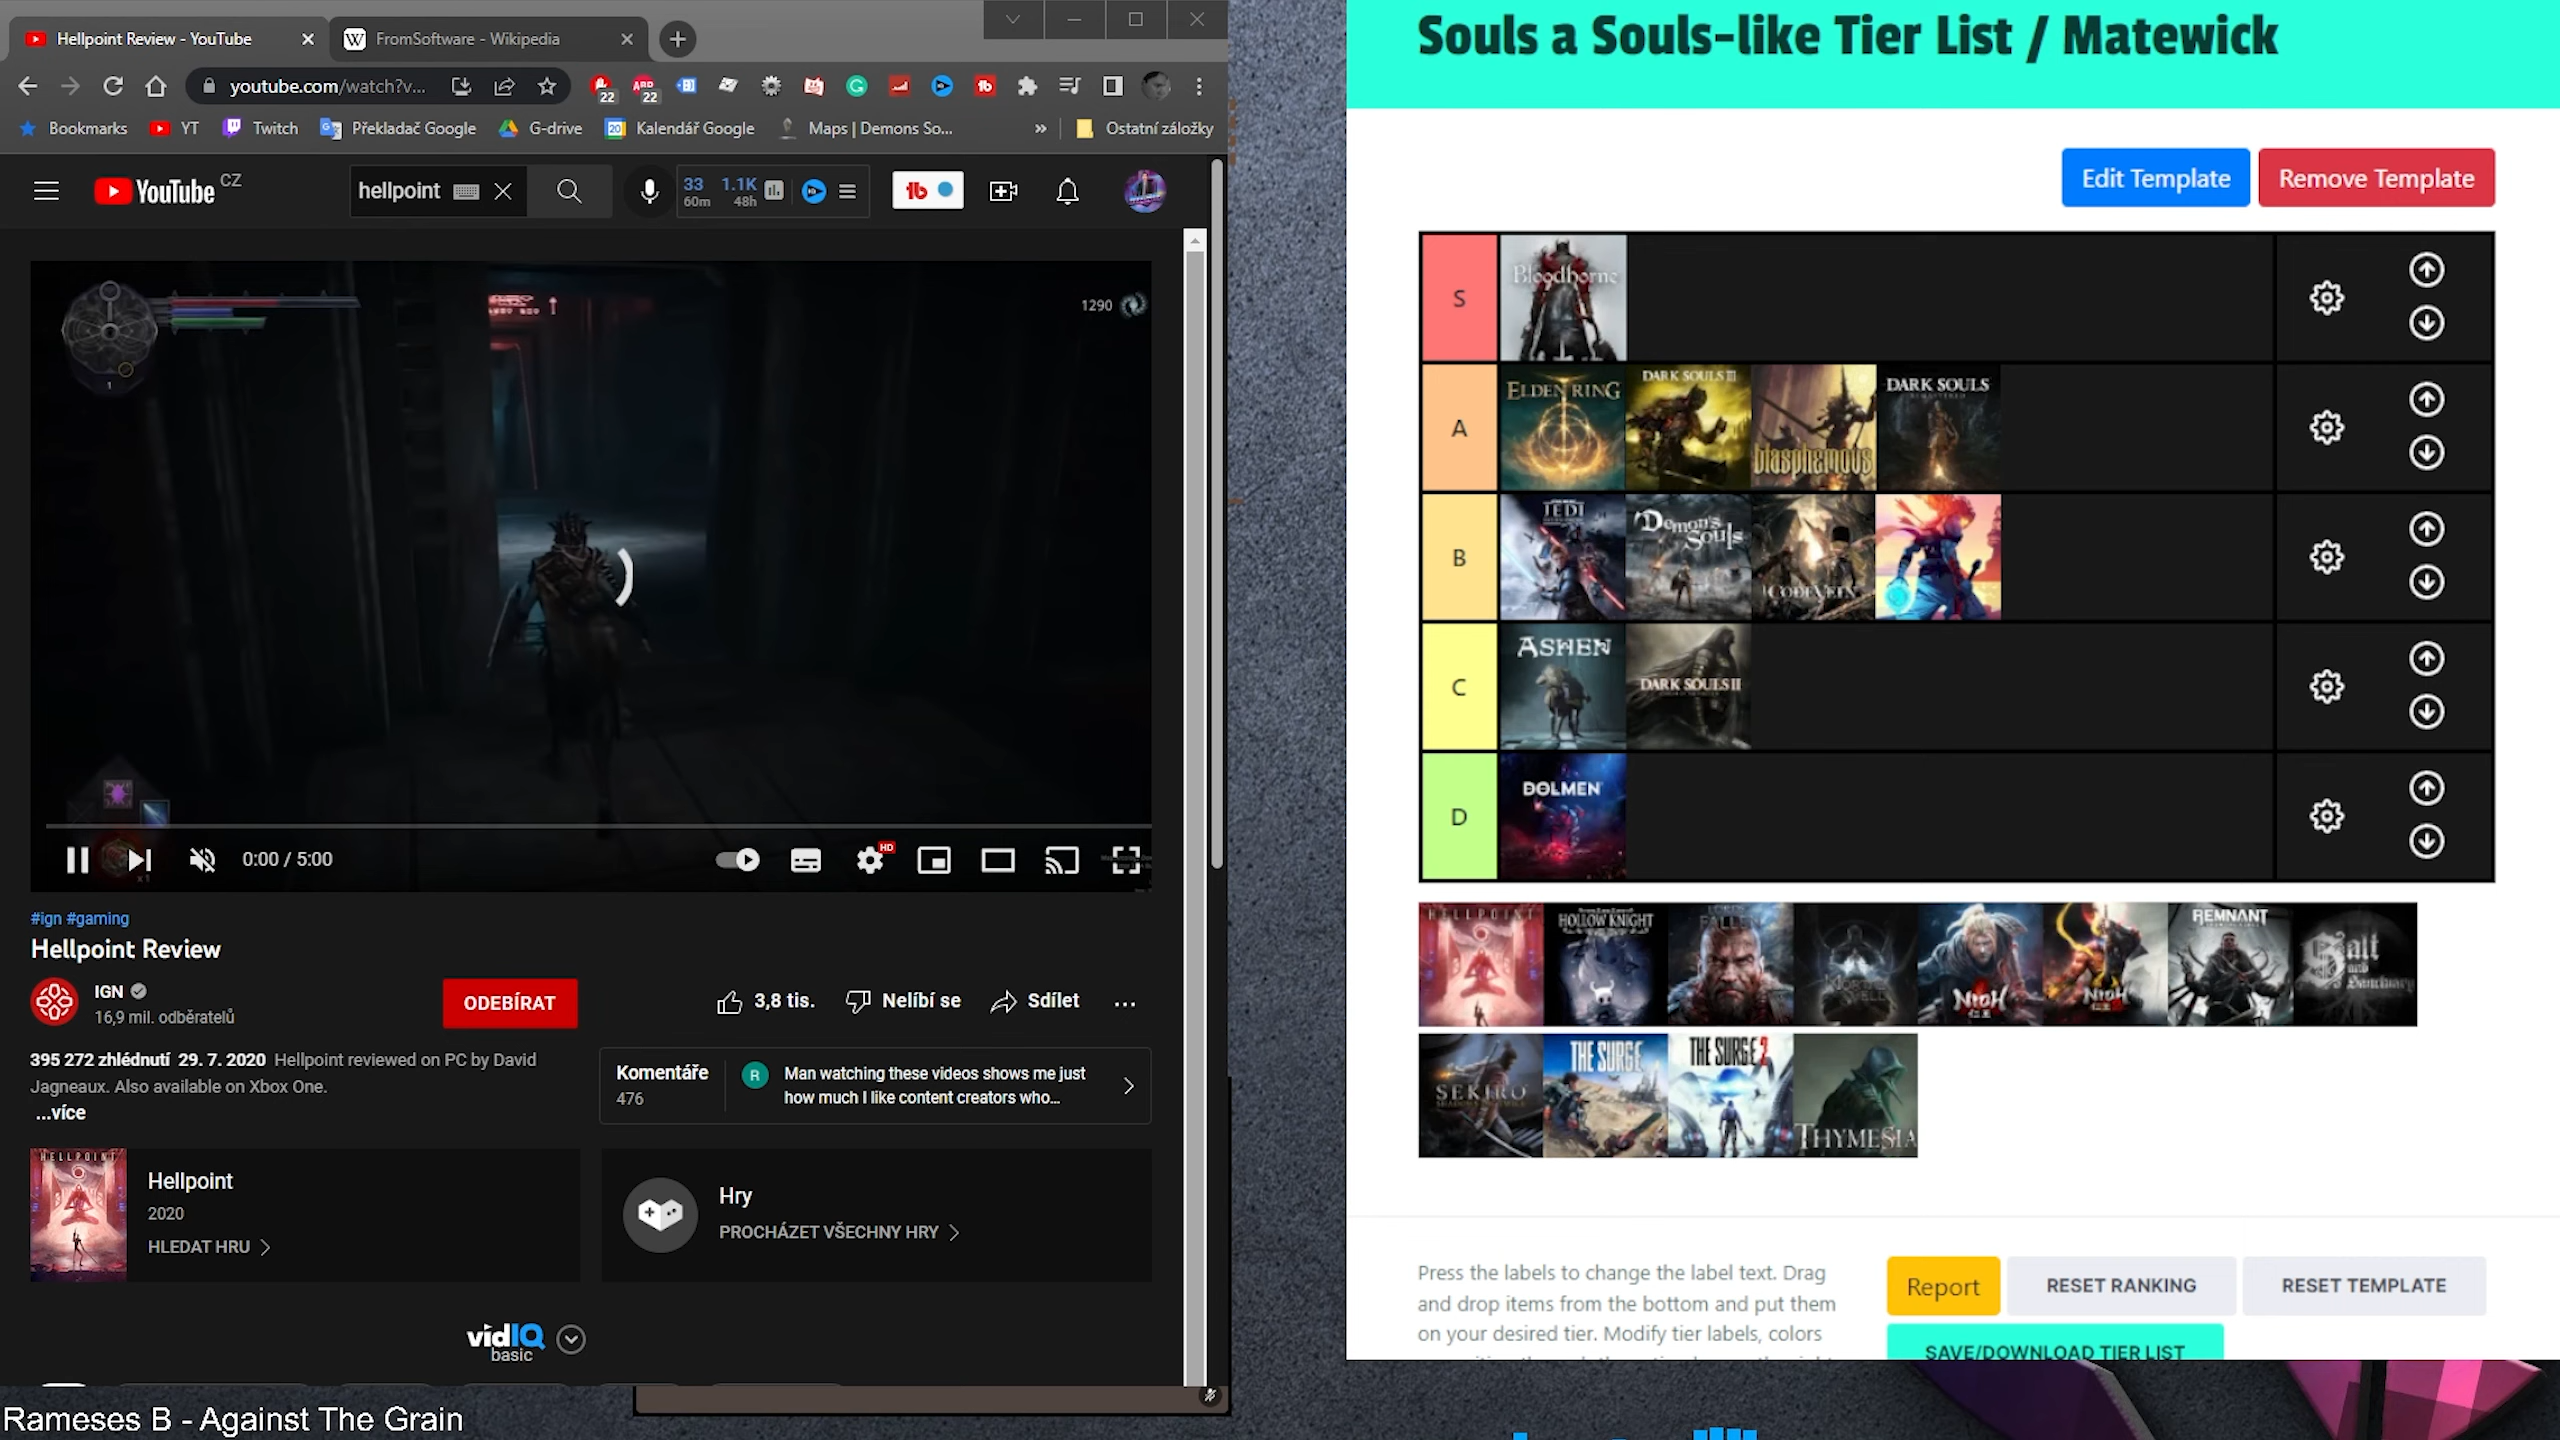 Hellpoint Review - YouTube
FromSoftware - Wikipedia
youtube.com/watch?v...
22
22
Bookmarks
YT
Twitch
Překladač Google
G-drive
20
Kalendář Google
Maps | Demons So...
»
Ostatní záložky
YouTube CZ
hellpoint
33
60m
1.1K
48h
1290
1
x1
0:00 / 5:00
HD
#ign #gaming
Hellpoint Review
IGN
16,9 mil. odběratelů
ODEBÍRAT
3,8 tis.
Nelíbí se
Sdílet
...
395 272 zhlédnutí 29. 7. 2020 Hellpoint reviewed on PC by David
Jagneaux. Also available on Xbox One.
...více
Komentáře
476
R
Man watching these videos shows me just
how much I like content creators who...
HELLPOINT
Hellpoint
2020
HLEDAT HRU
Hry
PROCHÁZET VŠECHNY HRY
vidIQ
basic
Rameses B - Against The Grain
Souls a Souls-like Tier List / Matewick
Edit Template
Remove Template
S
Bloodborne
A
ELDEN RING
DARK SOULS III
blasphemous
DARK SOULS
REMASTERED
B
JEDI
Demon's
Souls
CODE VEIN
C
ASHEN
DARK SOULS II
D
DOLMEN
HELLPOINT
HOLLOW KNIGHT
FALLEN
NIOH
NIOH
REMNANT
Salt
and
Sanctuary
SEKIRO
THE SURGE
THE SURGE 2
THYMESIA
Press the labels to change the label text. Drag
and drop items from the bottom and put them
on your desired tier. Modify tier labels, colors
Report
RESET RANKING
RESET TEMPLATE
SAVE/DOWNLOAD TIER LIST